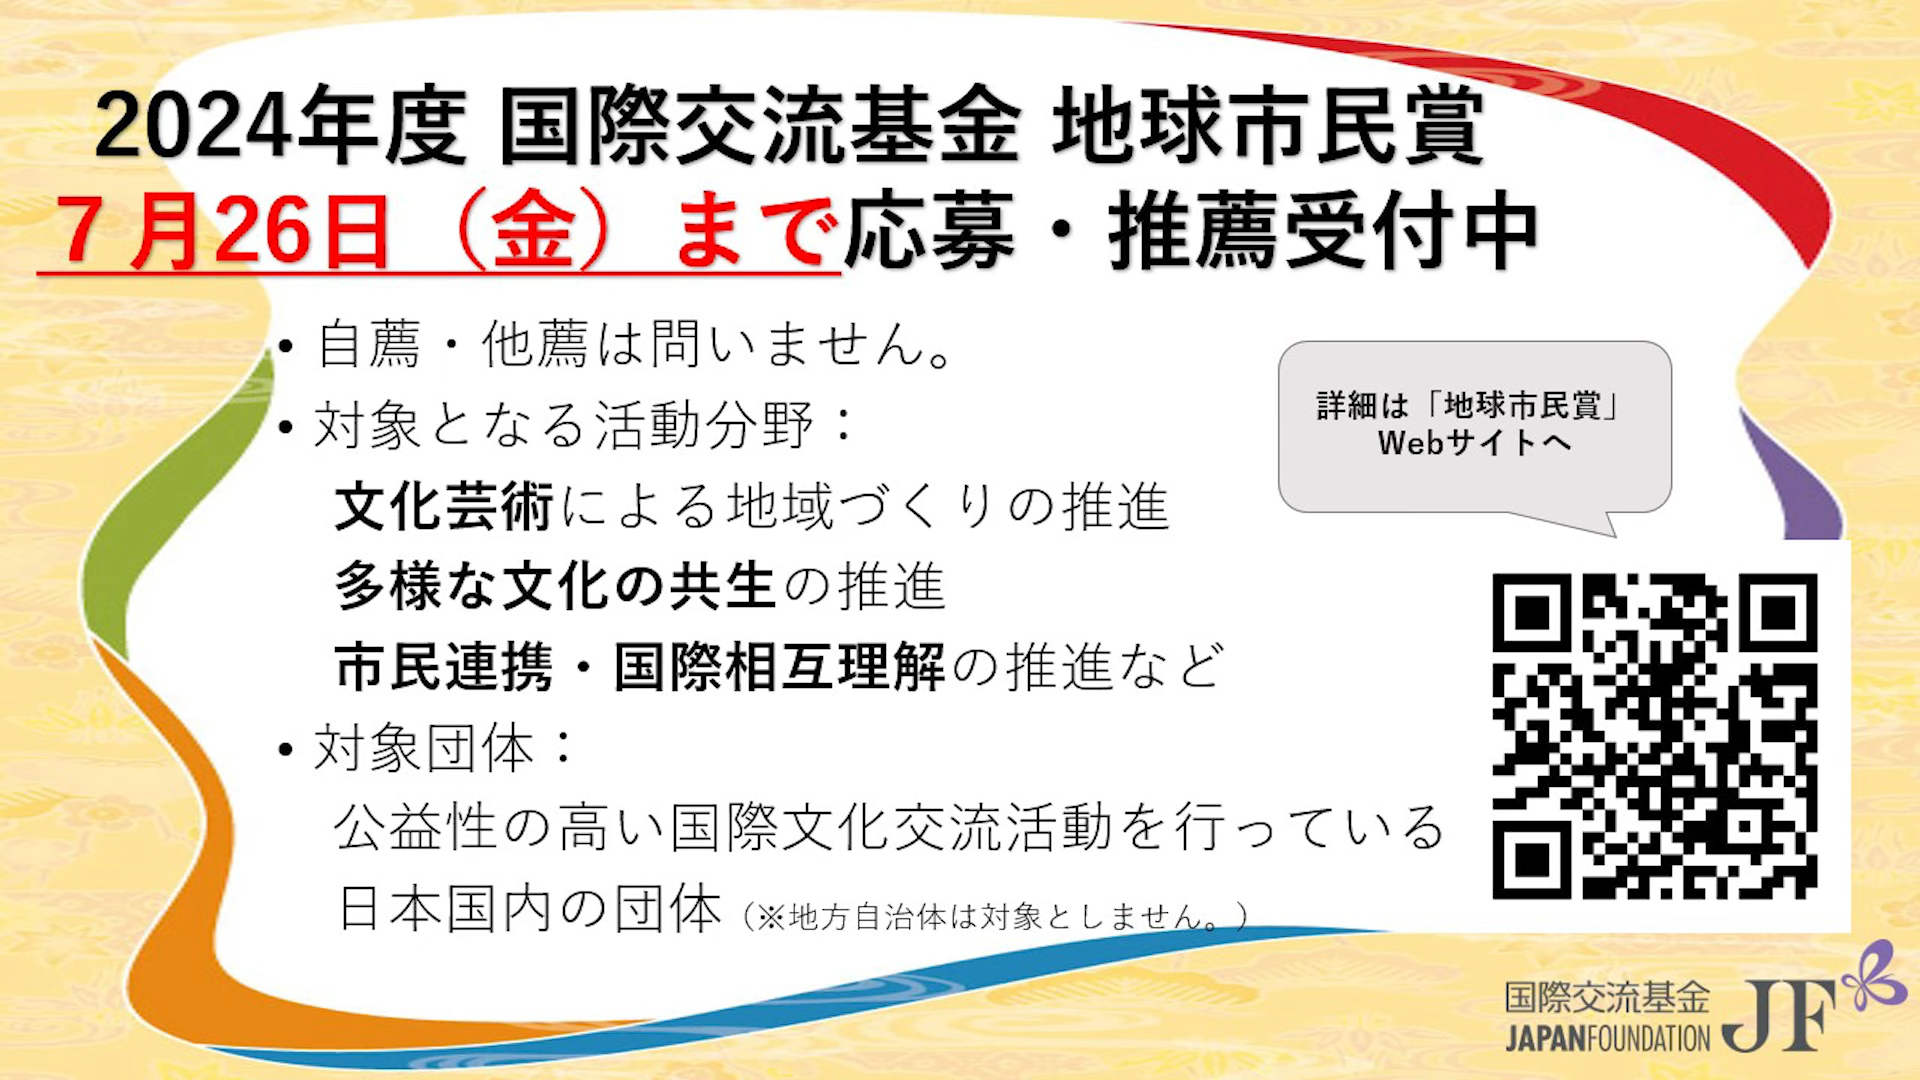 2024年度 国際交流基金 地球市民賞
７月26日（金）まで応募・推薦受付中
• 自薦・他薦は問いません。
• 対象となる活動分野：
文化芸術による地域づくりの推進
多様な文化の共生の推進
市民連携・国際相互理解の推進など
• 対象団体：
公益性の高い国際文化交流活動を行っている
日本国内の団体（※地方自治体は対象としません。）
詳細は「地球市民賞」
Webサイトへ
国際交流基金
JAPANFOUNDATION
JF